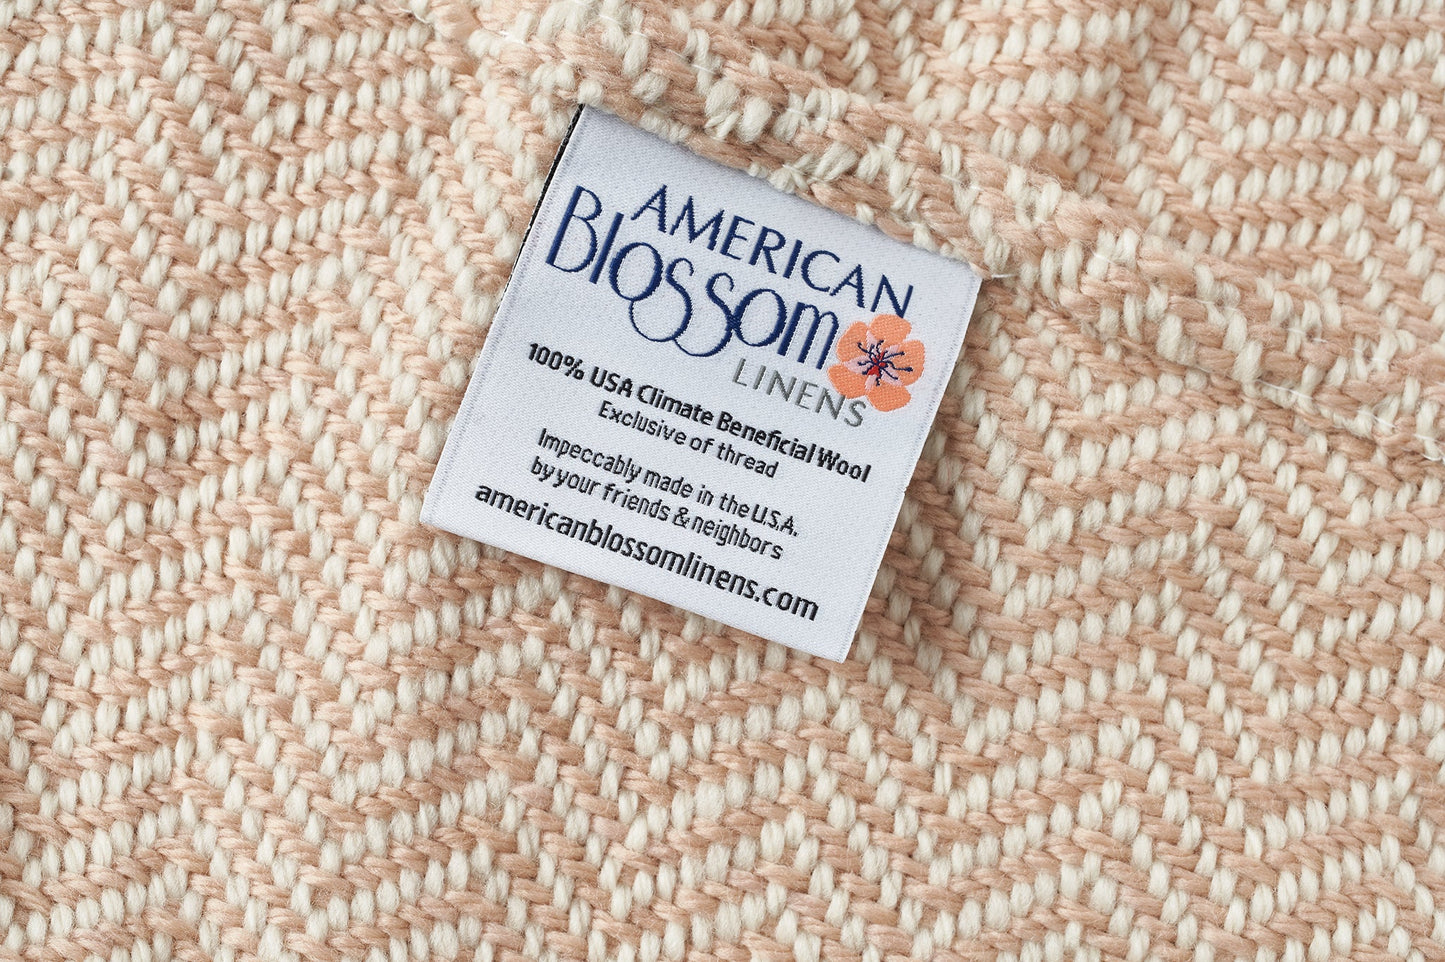 AMERICAN
Blossom
LINENS
100% USA Climate Beneficial Wool
Exclusive of thread
Impeccably made in the U.S.A.
by your friends & neighbors
americanblossomlinens.com